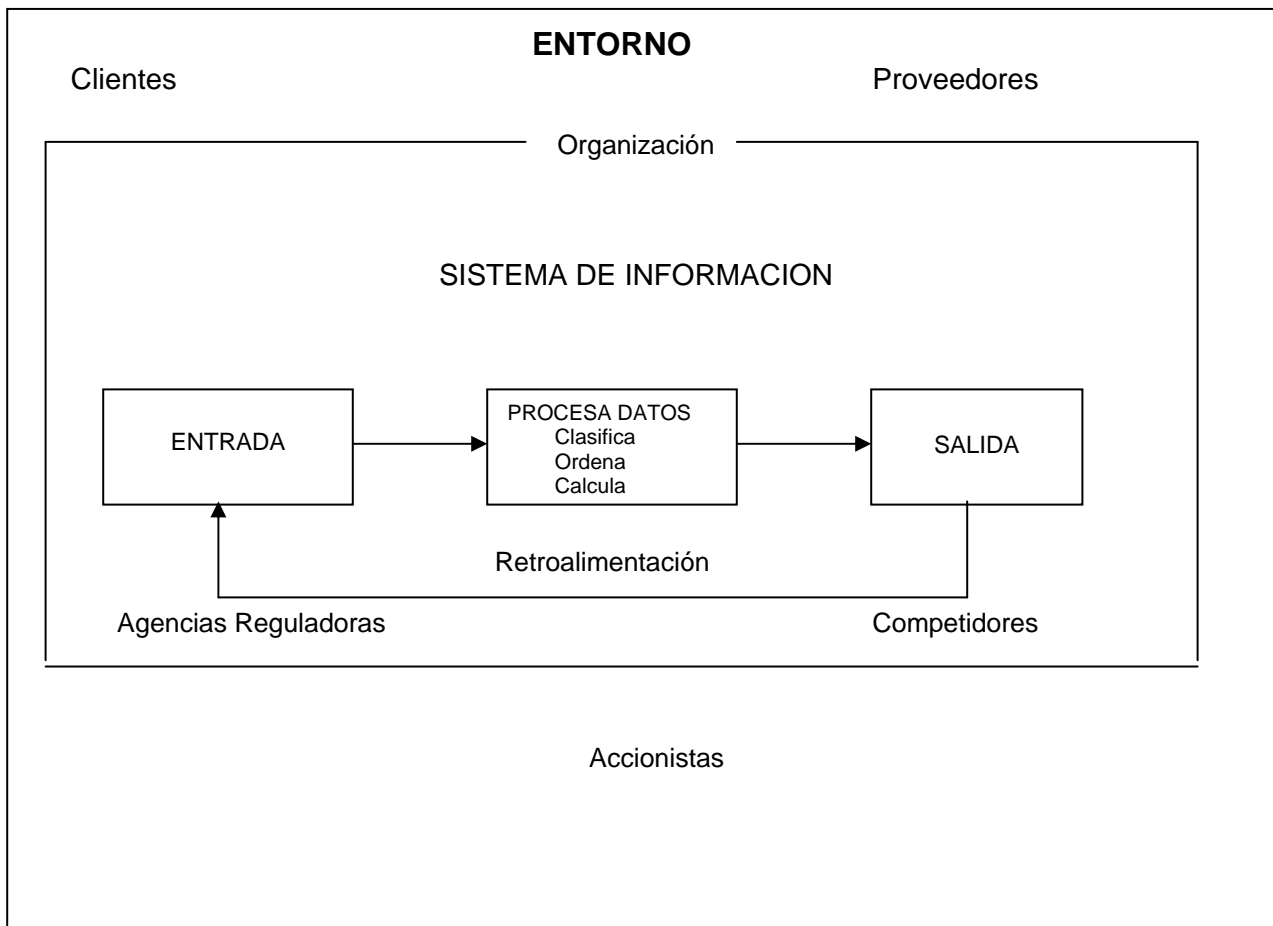 ENTORNO
Clientes
Proveedores
Organización
SISTEMA DE INFORMACION
ENTRADA
PROCESA DATOS
Clasifica
Ordena
Calcula
SALIDA
Retroalimentación
Agencias Reguladoras
Competidores
Accionistas